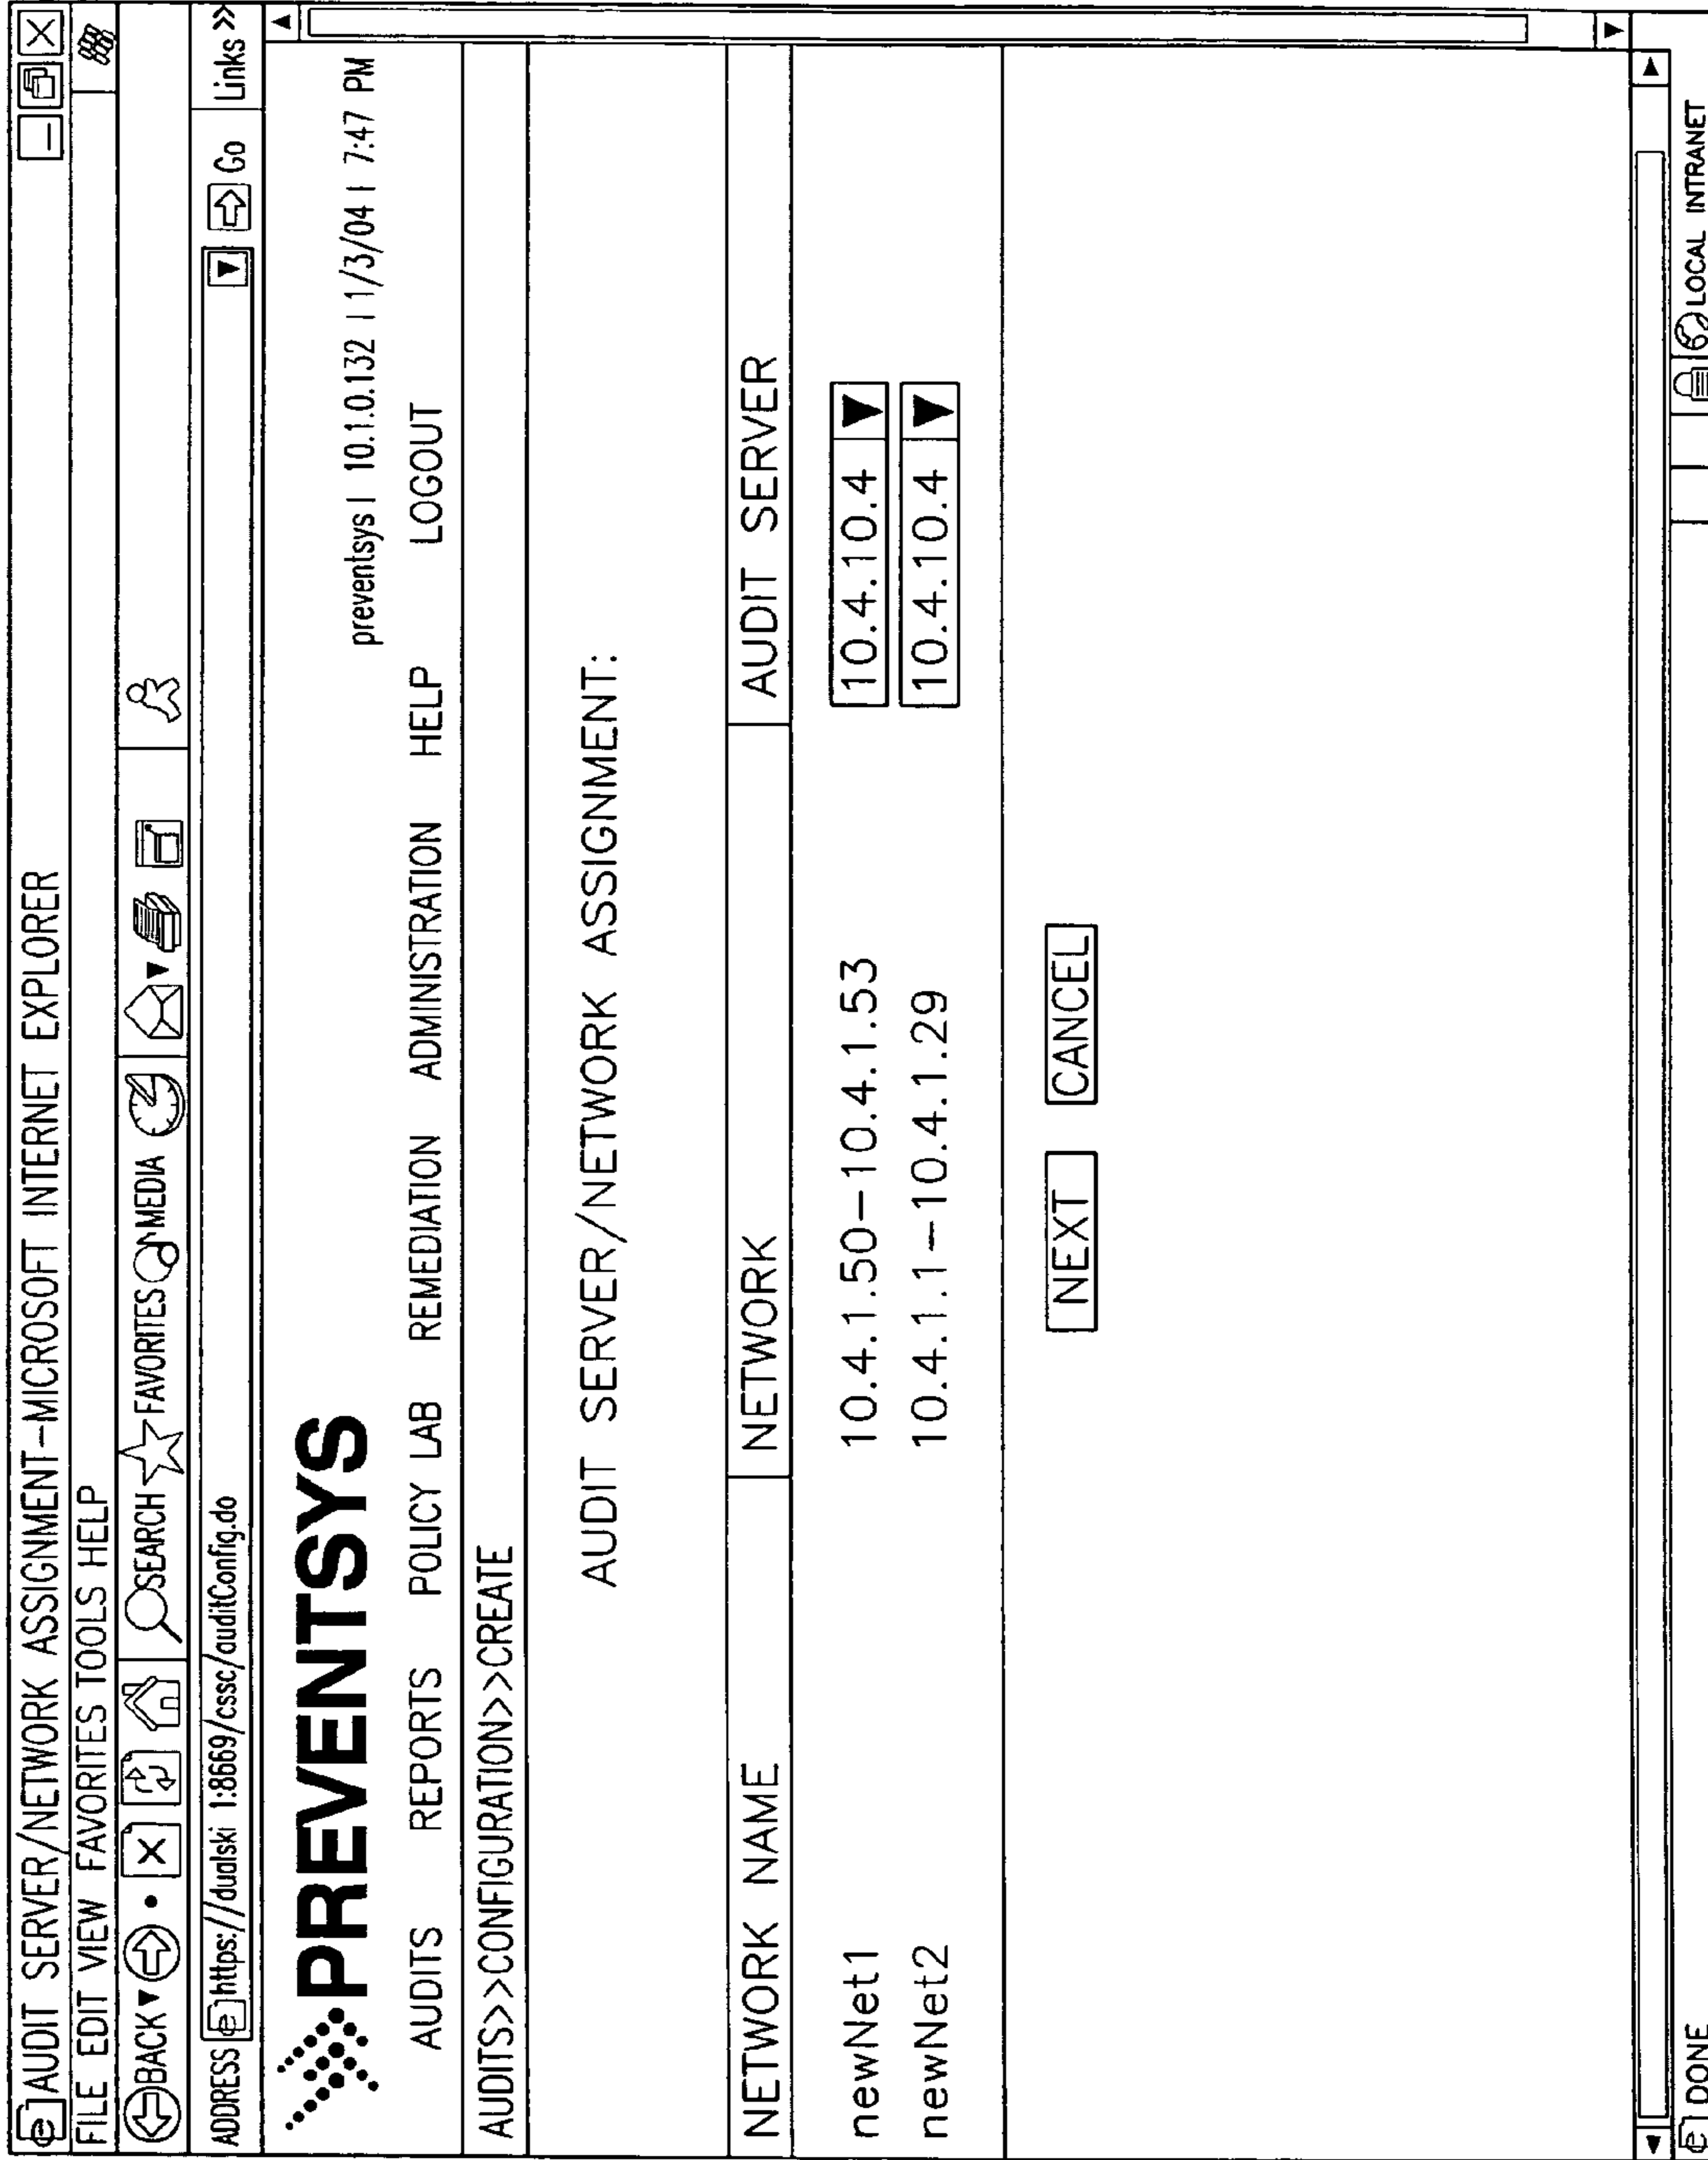 AUDIT SERVER/NETWORK ASSIGNMENT-MICROSOFT INTERNET EXPLORER
FILE EDIT VIEW FAVORITES TOOLS HELP
BACK SEARCH FAVORITES MEDIA
ADDRESS https://dualski 1:8669/cssc/auditConfig.do Go Links >>
PREVENTSYS
preventsys | 10.1.0.132 | 1/3/04 | 7:47 PM
AUDITS REPORTS POLICY LAB REMEDIATION ADMINISTRATION HELP LOGOUT
AUDITS>>CONFIGURATION>>CREATE
AUDIT SERVER/NETWORK ASSIGNMENT:
NETWORK NAME NETWORK AUDIT SERVER
newNet1 10.4.1.50-10.4.1.53 10.4.10.4
newNet2 10.4.1.1-10.4.1.29 10.4.10.4
NEXT CANCEL
DONE LOCAL INTRANET